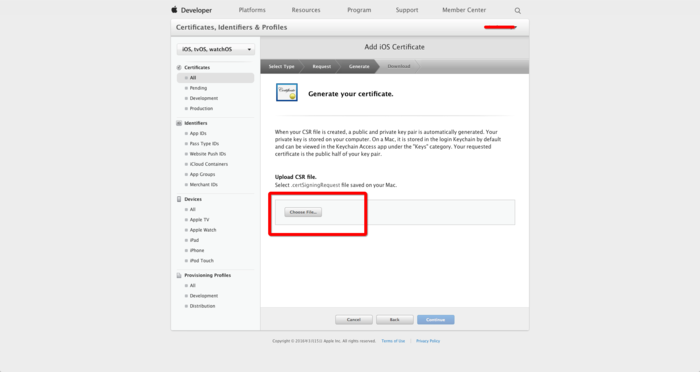 Developer
Platforms
Resources
Program
Support
Member Center
Certificates, Identifiers & Profiles
iOS, tvOS, watchOS
Add iOS Certificate
Select Type
Request
Generate
Download
Certificates
All
Pending
Development
Production
Identifiers
App IDs
Pass Type IDs
Website Push IDs
iCloud Containers
App Groups
Merchant IDs
Devices
All
Apple TV
Apple Watch
iPad
iPhone
iPod Touch
Provisioning Profiles
All
Development
Distribution
Generate your certificate.
When your CSR file is created, a public and private key pair is automatically generated. Your
private key is stored on your computer. On a Mac, it is stored in the login Keychain by default
and can be viewed in the Keychain Access app under the "Keys" category. Your requested
certificate is the public half of your key pair.
Upload CSR file.
Select .certSigningRequest file saved on your Mac.
Choose File...
Cancel
Back
Continue
Apple Inc. All rights reserved.
Terms of Use
Privacy Policy